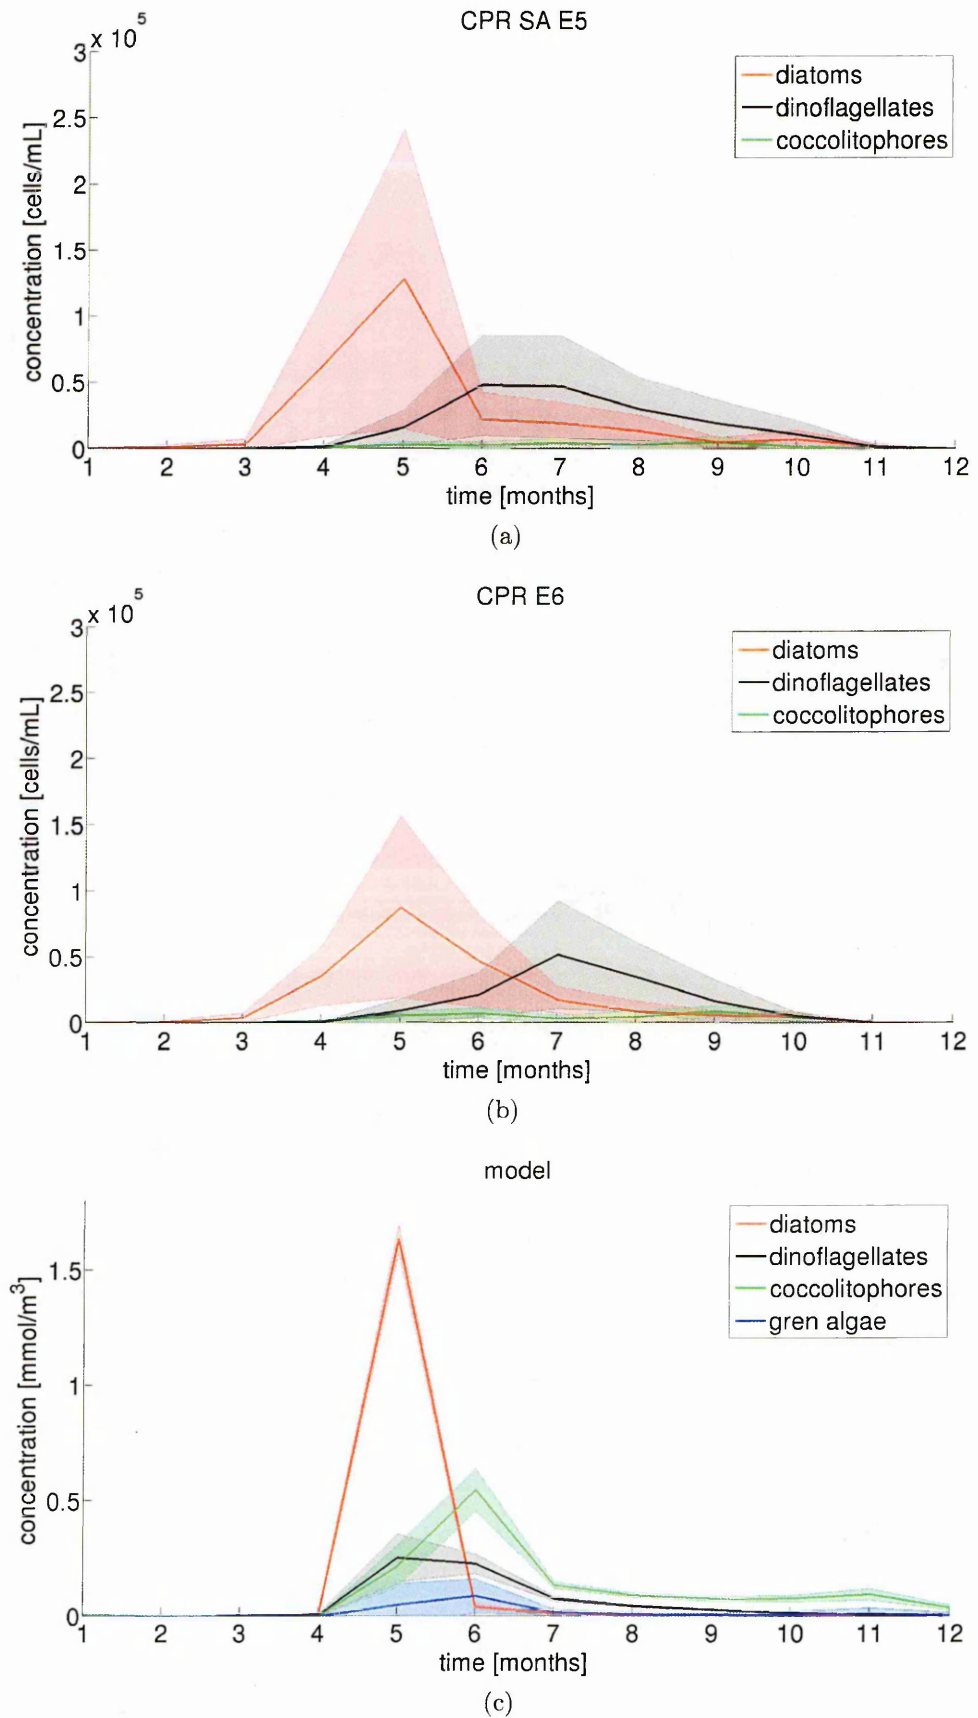 CPR SA E5
x 10^5
3
2.5
2
1.5
1
0.5
0
concentration [cells/mL]
diatoms
dinoflagellates
coccolitophores
1 2 3 4 5 6 7 8 9 10 11 12
time [months]
(a)
CPR E6
x 10^5
3
2.5
2
1.5
1
0.5
0
concentration [cells/mL]
diatoms
dinoflagellates
coccolitophores
1 2 3 4 5 6 7 8 9 10 11 12
time [months]
(b)
model
1.5
1
0.5
0
concentration [mmol/m^3]
diatoms
dinoflagellates
coccolitophores
gren algae
1 2 3 4 5 6 7 8 9 10 11 12
time [months]
(c)